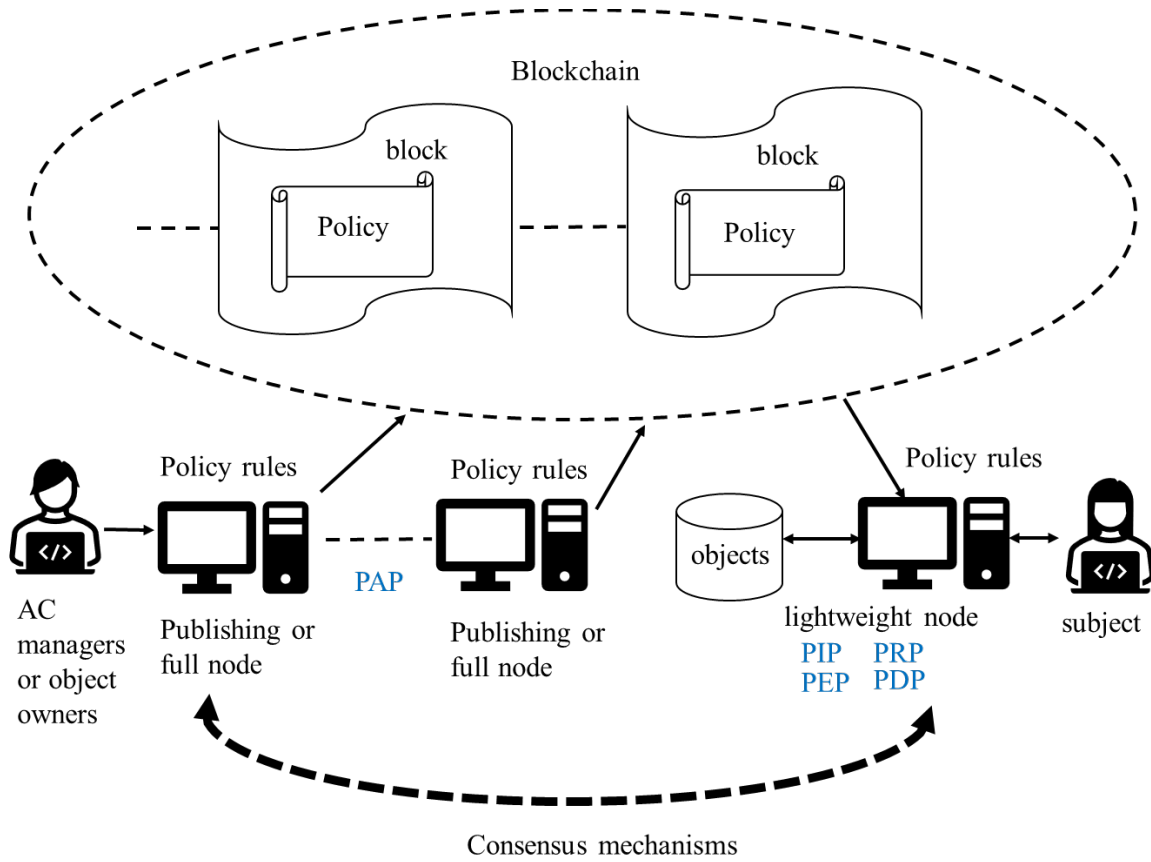 Blockchain
block
Policy
block
Policy
Policy rules
Policy rules
Policy rules
</>
PAP
objects
</>
AC
managers
or object
owners
Publishing or
full node
Publishing or
full node
lightweight node
PIP PRP
PEP PDP
subject
Consensus mechanisms